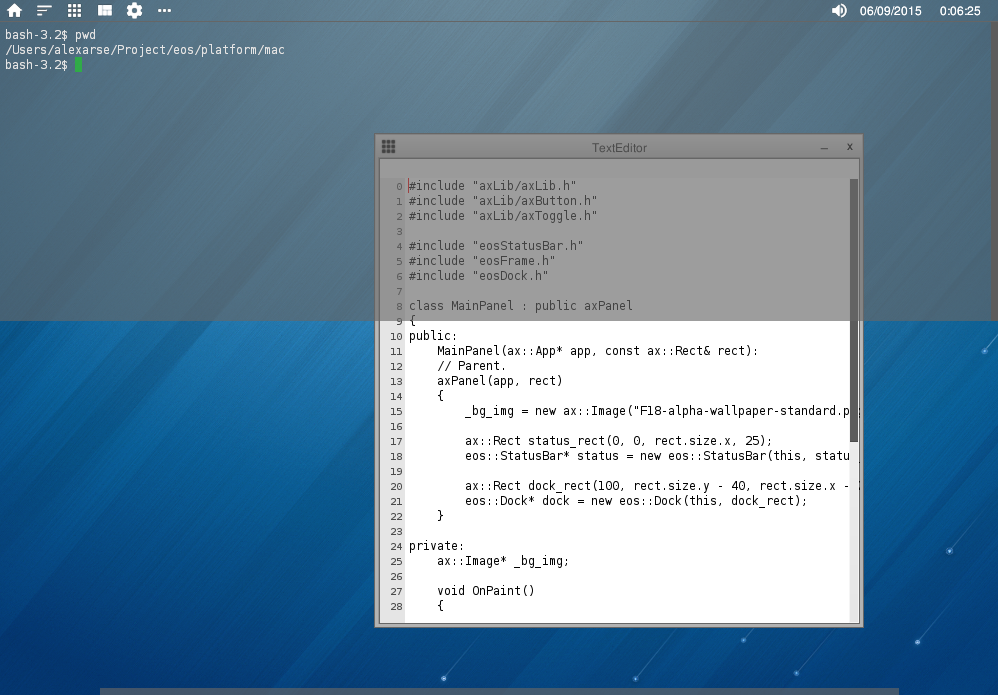 06/09/2015 0:06:25
bash-3.2$ pwd
/Users/alexarse/Project/eos/platform/mac
bash-3.2$
TextEditor
0 #include "axLib/axLib.h"
1 #include "axLib/axButton.h"
2 #include "axLib/axToggle.h"
3
4 #include "eosStatusBar.h"
5 #include "eosFrame.h"
6 #include "eosDock.h"
7
8 class MainPanel : public axPanel
9 {
10 public:
11     MainPanel(ax::App* app, const ax::Rect& rect):
12     // Parent.
13     axPanel(app, rect)
14     {
15         _bg_img = new ax::Image("F18-alpha-wallpaper-standard.p
16
17         ax::Rect status_rect(0, 0, rect.size.x, 25);
18         eos::StatusBar* status = new eos::StatusBar(this, statu
19
20         ax::Rect dock_rect(100, rect.size.y - 40, rect.size.x -
21         eos::Dock* dock = new eos::Dock(this, dock_rect);
22     }
23
24 private:
25     ax::Image* _bg_img;
26
27     void OnPaint()
28     {